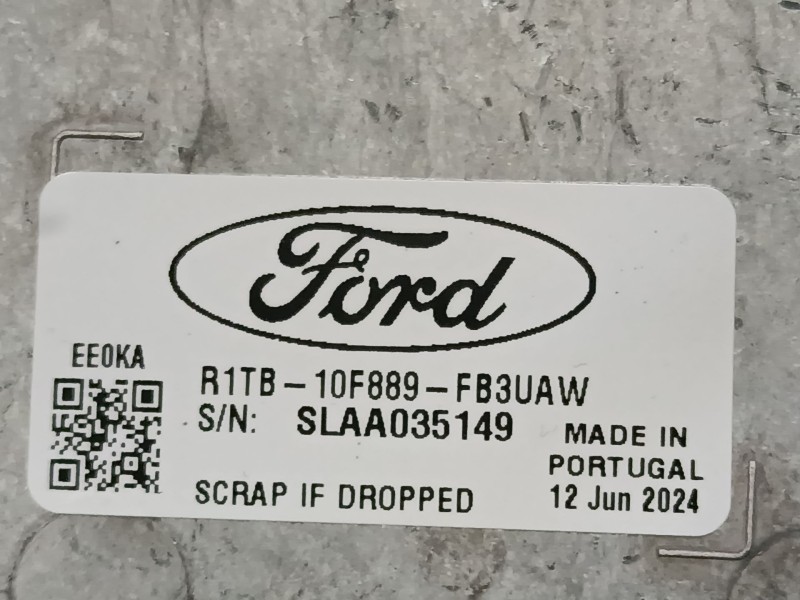 Ford
EE0KA
R1TB-10F889-FB3UAW
S/N: SLAA035149
MADE IN
PORTUGAL
SCRAP IF DROPPED
12 Jun 2024